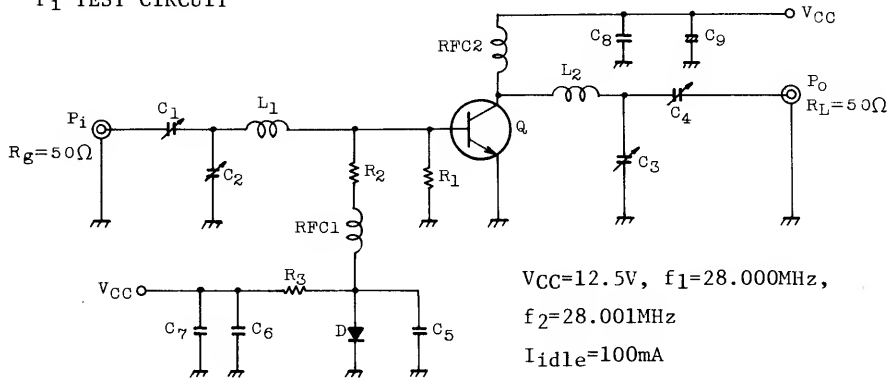 Pi TEST CIRCUIT
VCC
RFC2
C8
C9
L2
Po
RL=50Ω
C4
Q
C3
Pi
Rg=50Ω
C1
L1
C2
R2
R1
RFC1
VCC
R3
C7
C6
D
C5
VCC=12.5V, f1=28.000MHz,
f2=28.001MHz
Iidle=100mA